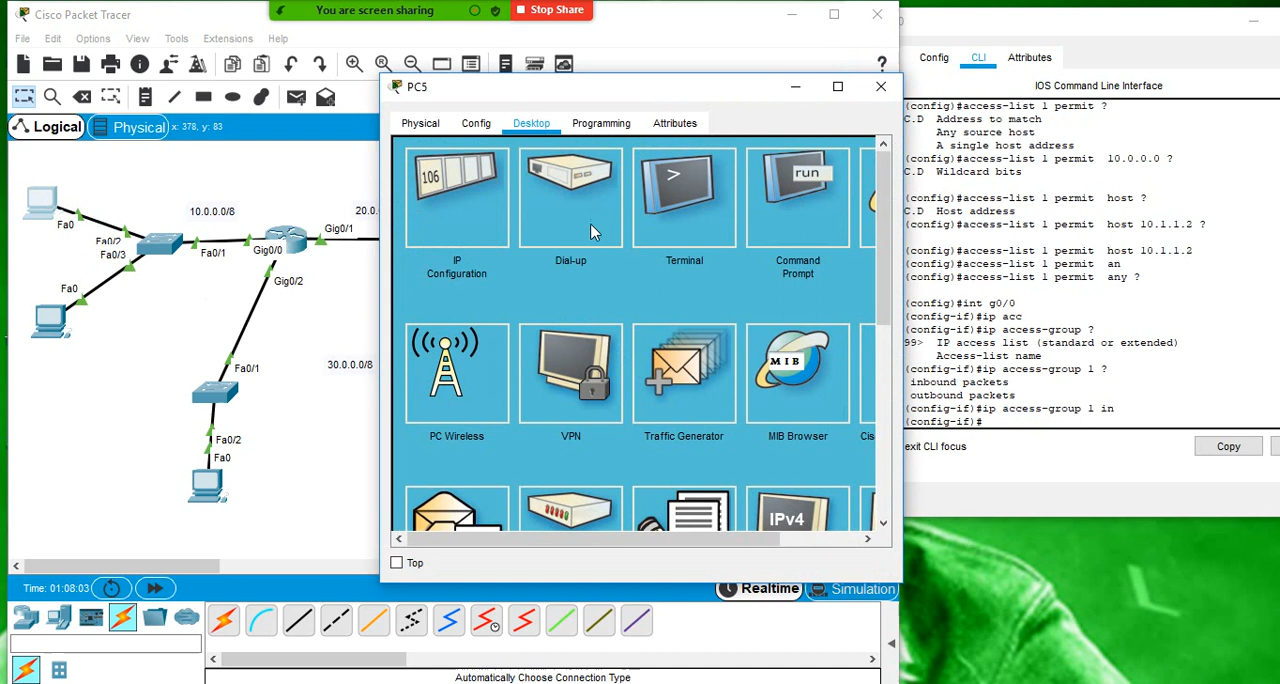 Cisco Packet Tracer
You are screen sharing
Stop Share
File Edit Options View Tools Extensions Help
?
Logical
Physical
x: 378, y: 83
PC5
Physical Config Desktop Programming Attributes
106
>
run
IP
Configuration
Dial-up
Terminal
Command
Prompt
MIB
PC Wireless
VPN
Traffic Generator
MIB Browser
Cis
IPv4
Top
Fa0
Fa0/2
Fa0/3
Fa0
10.0.0.0/8
Fa0/1
Gig0/0
20.0.
Gig0/1
Gig0/2
30.0.0.0/8
Fa0/1
Fa0/2
Fa0
Time: 01:08:03
Realtime
Simulation
Automatically Choose Connection Type
Config CLI Attributes
IOS Command Line Interface
(config)#access-list 1 permit ?
C.D Address to match
Any source host
A single host address
(config)#access-list 1 permit 10.0.0.0 ?
C.D Wildcard bits
(config)#access-list 1 permit host ?
C.D Host address
(config)#access-list 1 permit host 10.1.1.2 ?
(config)#access-list 1 permit host 10.1.1.2
(config)#access-list 1 permit an
(config)#access-list 1 permit any ?
(config)#int g0/0
(config-if)#ip acc
(config-if)#ip access-group ?
99> IP access list (standard or extended)
Access-list name
(config-if)#ip access-group 1 ?
inbound packets
outbound packets
(config-if)#ip access-group 1 in
(config-if)#
exit CLI focus
Copy